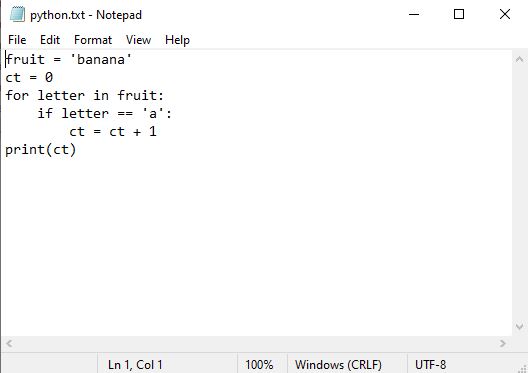 python.txt - Notepad
File Edit Format View Help
fruit = 'banana'
ct = 0
for letter in fruit:
    if letter == 'a':
        ct = ct + 1
print(ct)
Ln 1, Col 1 100% Windows (CRLF) UTF-8